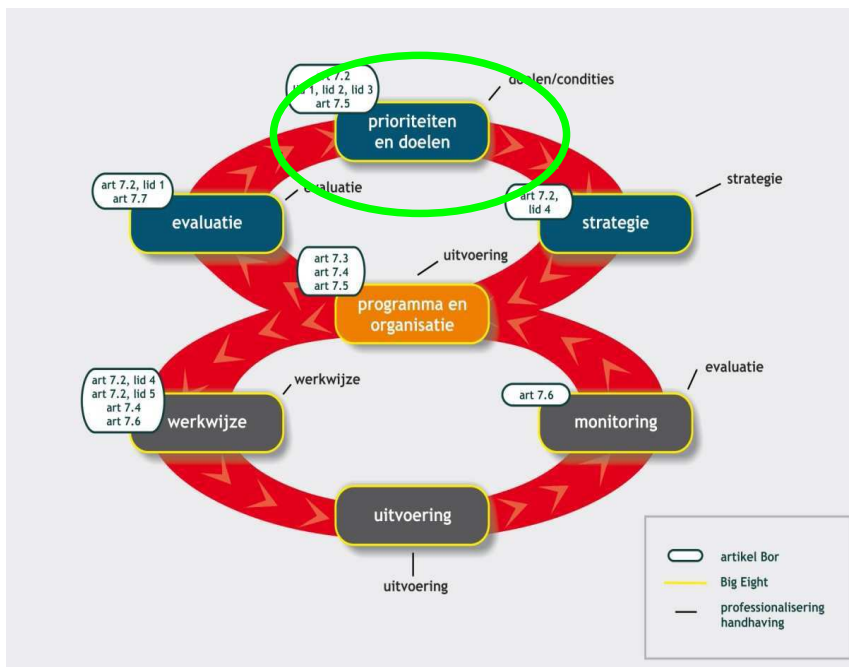 art 7.2
lid 1, lid 2, lid 3
art 7.5
doelen/condities
prioriteiten
en doelen
art 7.2, lid 1
art 7.7
evaluatie
evaluatie
art 7.2,
lid 4
strategie
strategie
art 7.3
art 7.4
art 7.5
uitvoering
programma en
organisatie
art 7.2, lid 4
art 7.2, lid 5
art 7.4
art 7.6
werkwijze
werkwijze
art 7.6
evaluatie
monitoring
uitvoering
uitvoering
artikel Bor
Big Eight
professionalisering
handhaving